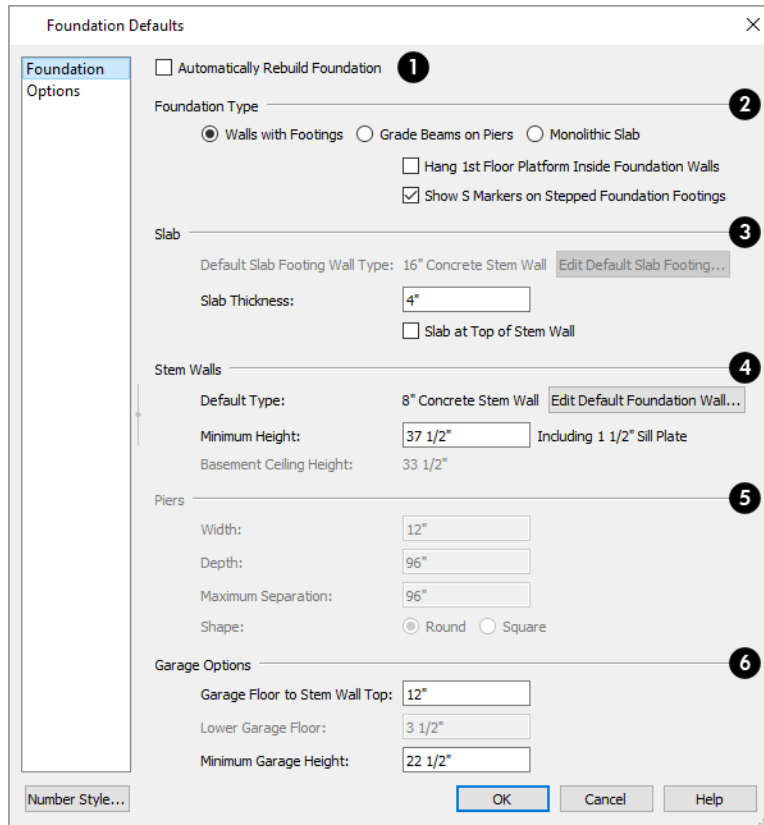 Foundation Defaults
Foundation
Options
Automatically Rebuild Foundation 1
Foundation Type 2
Walls with Footings Grade Beams on Piers Monolithic Slab
Hang 1st Floor Platform Inside Foundation Walls
Show S Markers on Stepped Foundation Footings
Slab 3
Default Slab Footing Wall Type: 16" Concrete Stem Wall Edit Default Slab Footing...
Slab Thickness: 4"
Slab at Top of Stem Wall
Stem Walls 4
Default Type: 8" Concrete Stem Wall Edit Default Foundation Wall...
Minimum Height: 37 1/2" Including 1 1/2" Sill Plate
Basement Ceiling Height: 33 1/2"
Piers 5
Width: 12"
Depth: 96"
Maximum Separation: 96"
Shape: Round Square
Garage Options 6
Garage Floor to Stem Wall Top: 12"
Lower Garage Floor: 3 1/2"
Minimum Garage Height: 22 1/2"
Number Style... OK Cancel Help